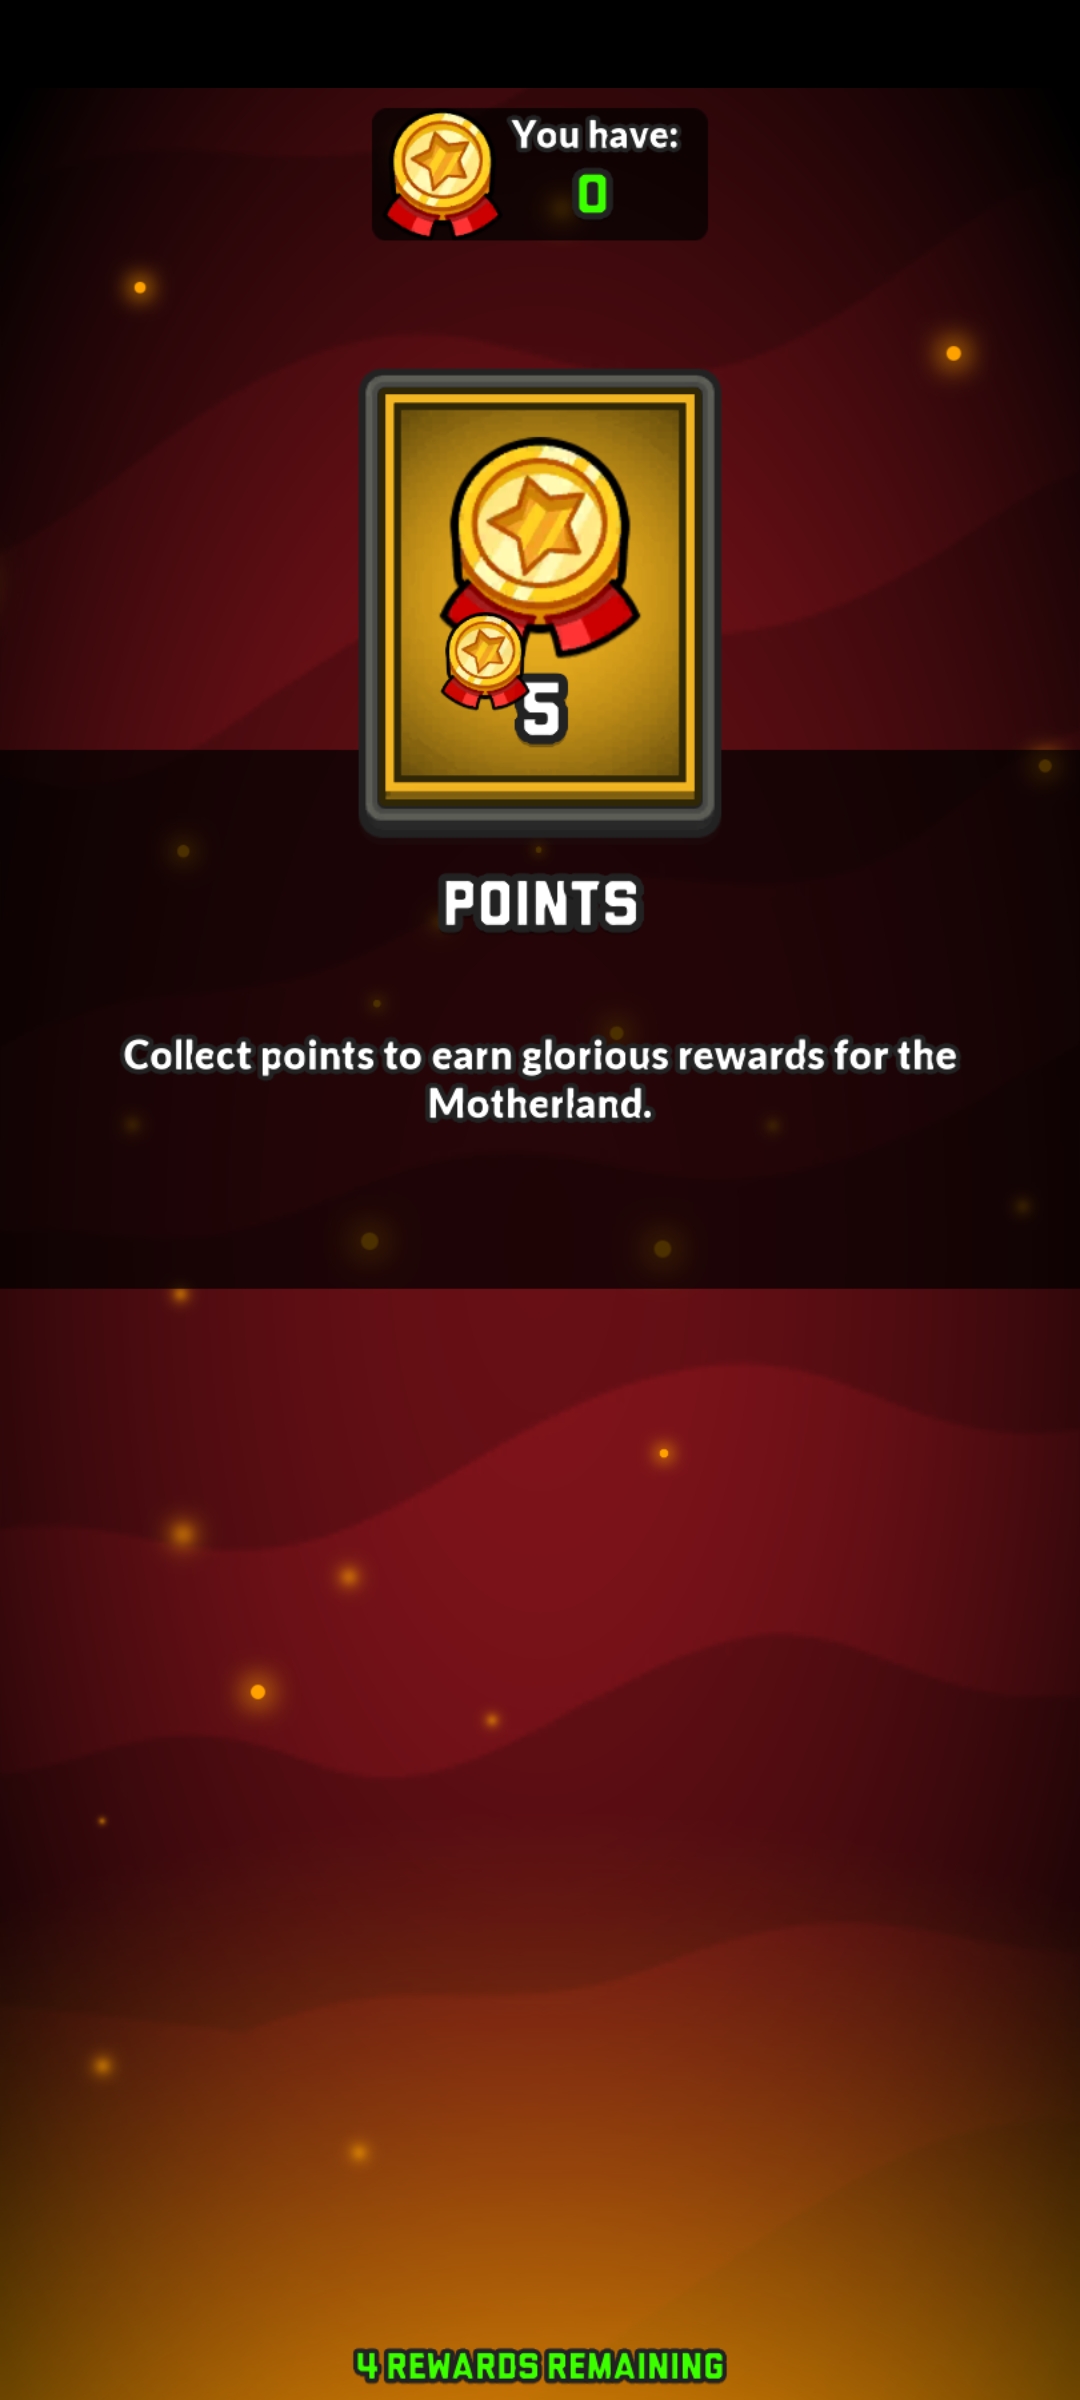 You have:
0
5
POINTS
Collect points to earn glorious rewards for the
Motherland.
4 REWARDS REMAINING